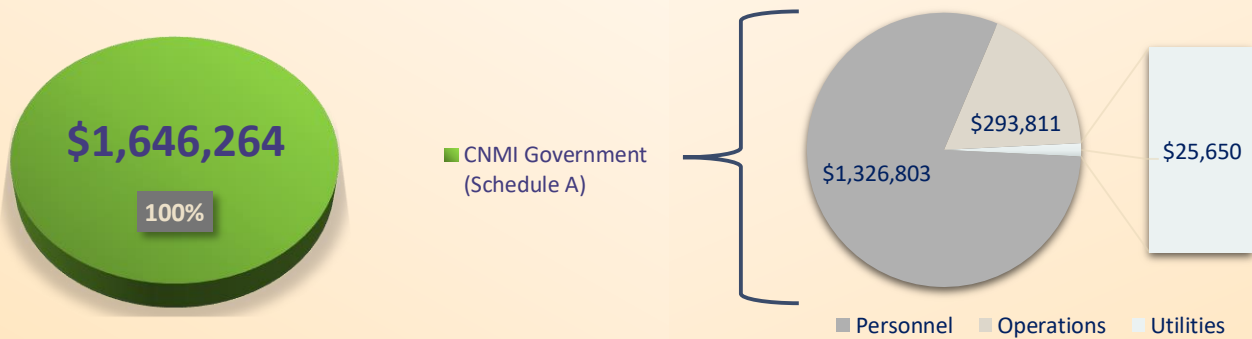 $1,646,264
100%
CNMI Government
(Schedule A)
$293,811
$1,326,803
$25,650
Personnel Operations Utilities